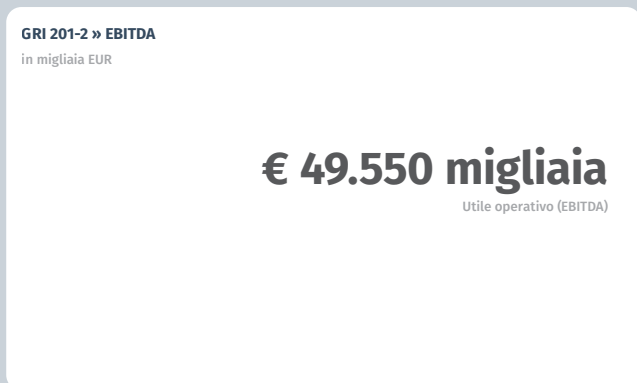 GRI 201-2 » EBITDA
in migliaia EUR
€ 49.550 migliaia
Utile operativo (EBITDA)